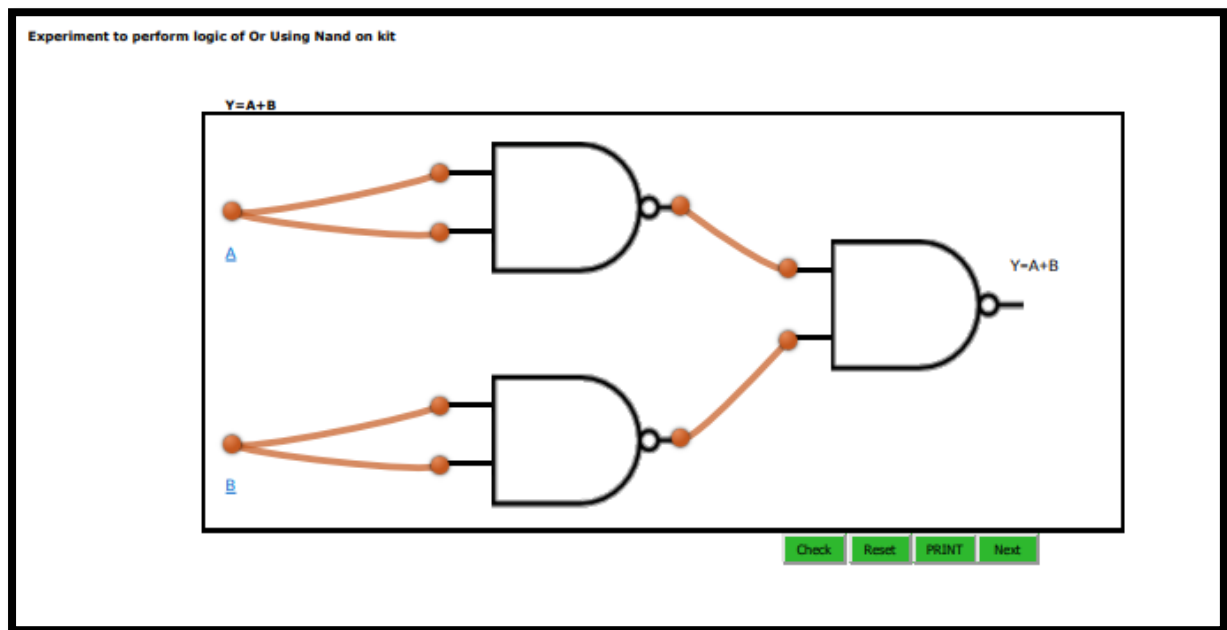 Experiment to perform logic of Or Using Nand on kit
Y=A+B
A
Y=A+B
B
Check Reset PRINT Next